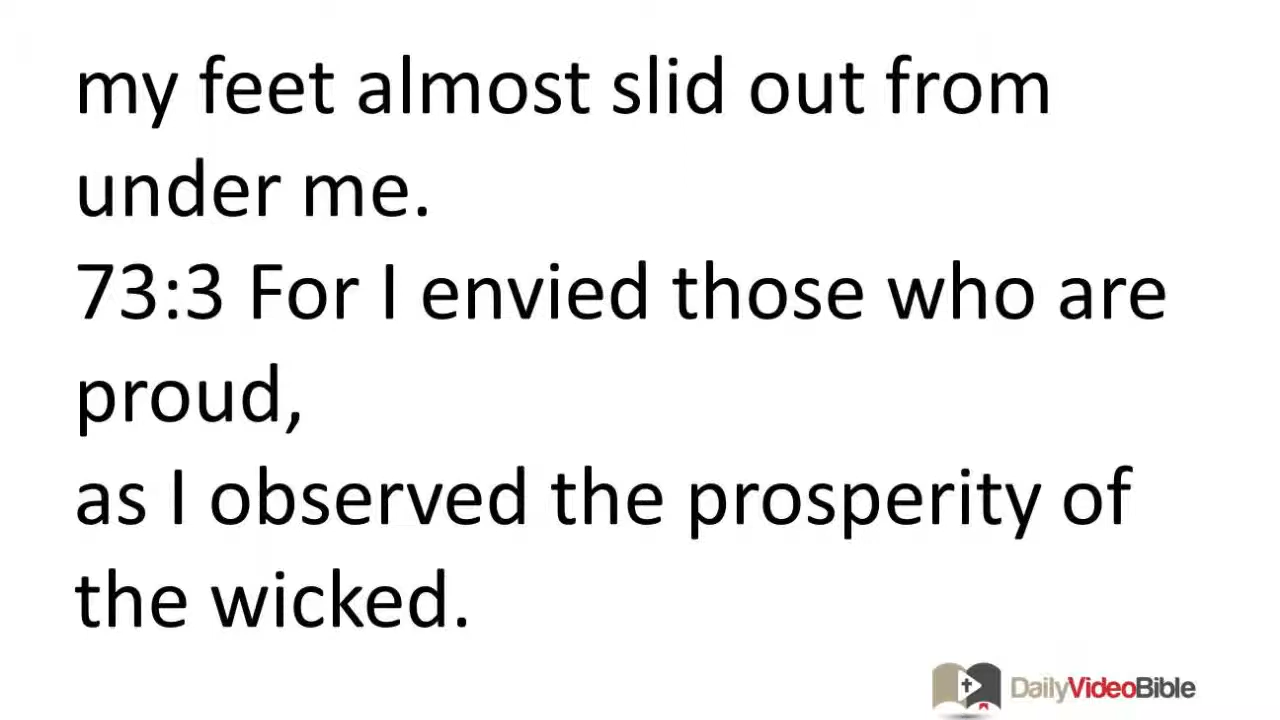 my feet almost slid out from
under me.
73:3 For I envied those who are
proud,
as I observed the prosperity of
the wicked.
DailyVideoBible